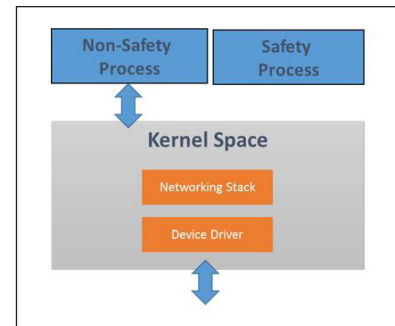 Non-Safety
Process
Safety
Process
Kernel Space
Networking Stack
Device Driver